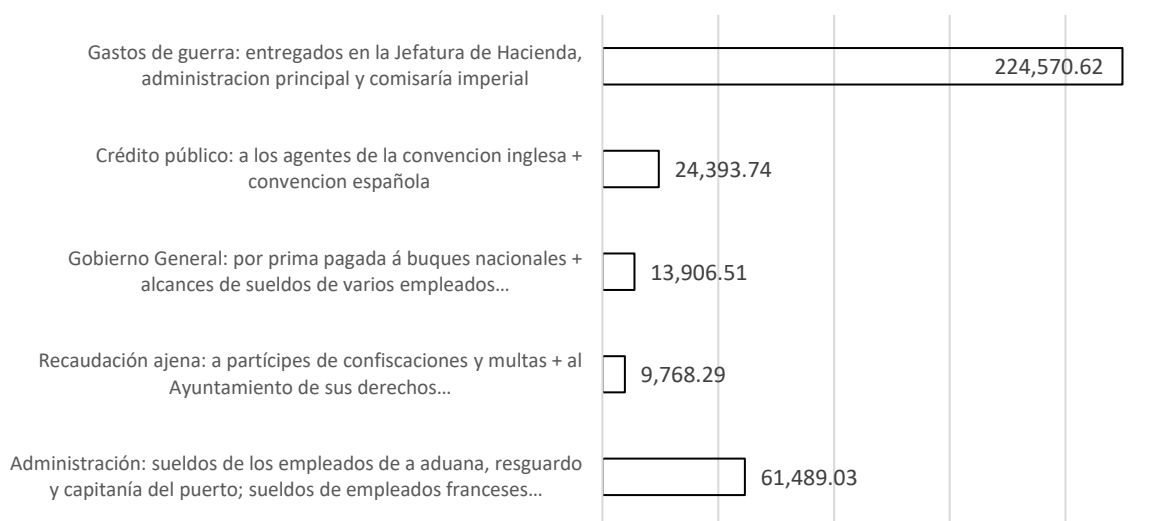 Gastos de guerra: entregados en la Jefatura de Hacienda,
administracion principal y comisaría imperial
224,570.62
Crédito público: a los agentes de la convencion inglesa +
convencion española
24,393.74
Gobierno General: por prima pagada á buques nacionales +
alcances de sueldos de varios empleados...
13,906.51
Recaudación ajena: a partícipes de confiscaciones y multas + al
Ayuntamiento de sus derechos...
9,768.29
Administración: sueldos de los empleados de a aduana, resguardo
y capitanía del puerto; sueldos de empleados franceses...
61,489.03